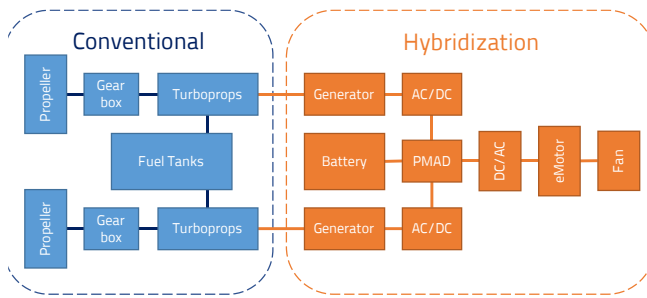 Conventional
Hybridization
Propeller
Gear
box
Turboprops
Generator
AC/DC
Fuel Tanks
Battery
PMAD
DC/AC
eMotor
Fan
Propeller
Gear
box
Turboprops
Generator
AC/DC